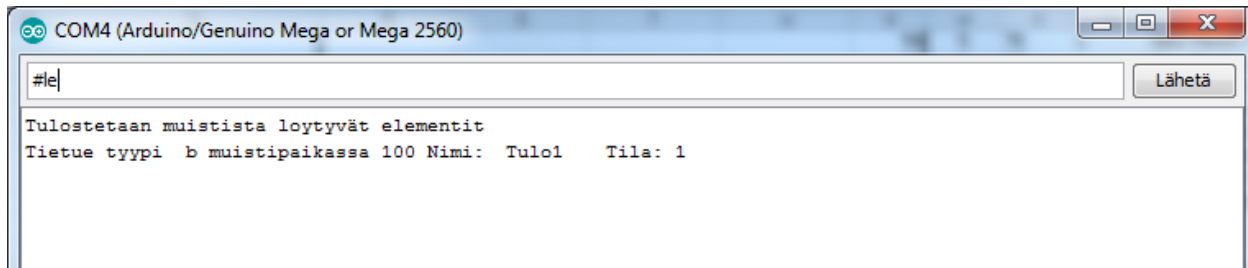 COM4 (Arduino/Genuino Mega or Mega 2560)
#le
Lähetä
Tulostetaan muistista loytyvät elementit
Tietue tyypi  b muistipaikassa 100 Nimi:  Tulo1   Tila: 1